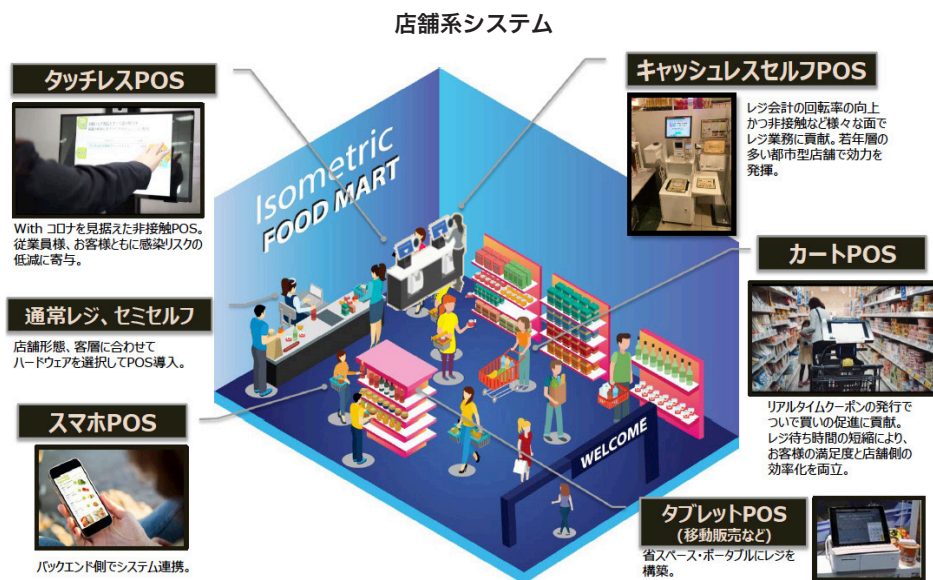 店舗系システム
タッチレスPOS
With コロナを見据えた非接触POS。
従業員様、お客様ともに感染リスクの
低減に寄与。
通常レジ、セミセルフ
店舗形態、客層に合わせて
ハードウェアを選択してPOS導入。
スマホPOS
バックエンド側でシステム連携。
Isometric
FOOD MART
WELCOME
キャッシュレスセルフPOS
レジ会計の回転率の向上
かつ非接触など様々な面で
レジ業務に貢献。若年層の
多い都市型店舗で効力を
発揮。
カートPOS
リアルタイムクーポンの発行で
ついで買いの促進に貢献。
レジ待ち時間の短縮により、
お客様の満足度と店舗側の
効率化を両立。
タブレットPOS
(移動販売など)
省スペース・ポータブルにレジを
構築。